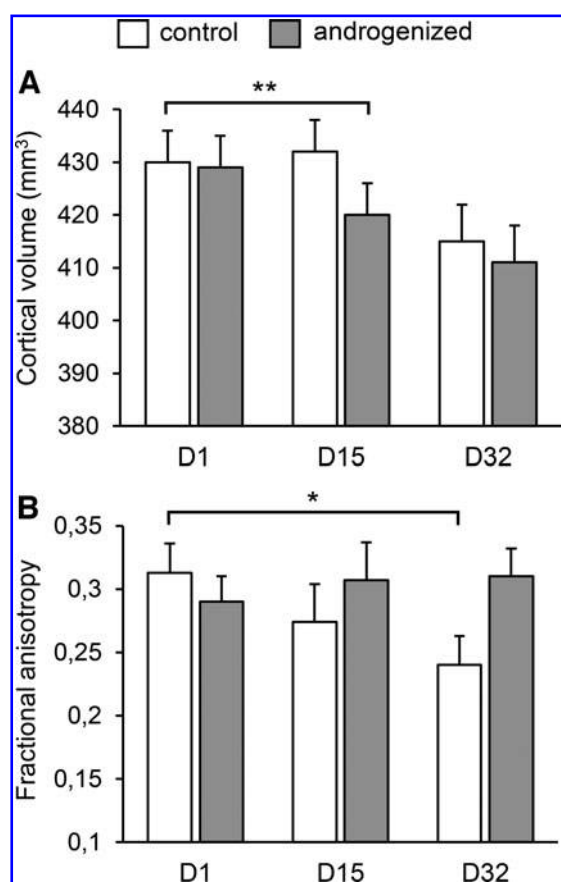 control androgenized
A
**
Cortical volume (mm³)
440
430
420
410
400
390
380
D1 D15 D32
B
*
Fractional anisotropy
0,35
0,3
0,25
0,2
0,15
0,1
D1 D15 D32